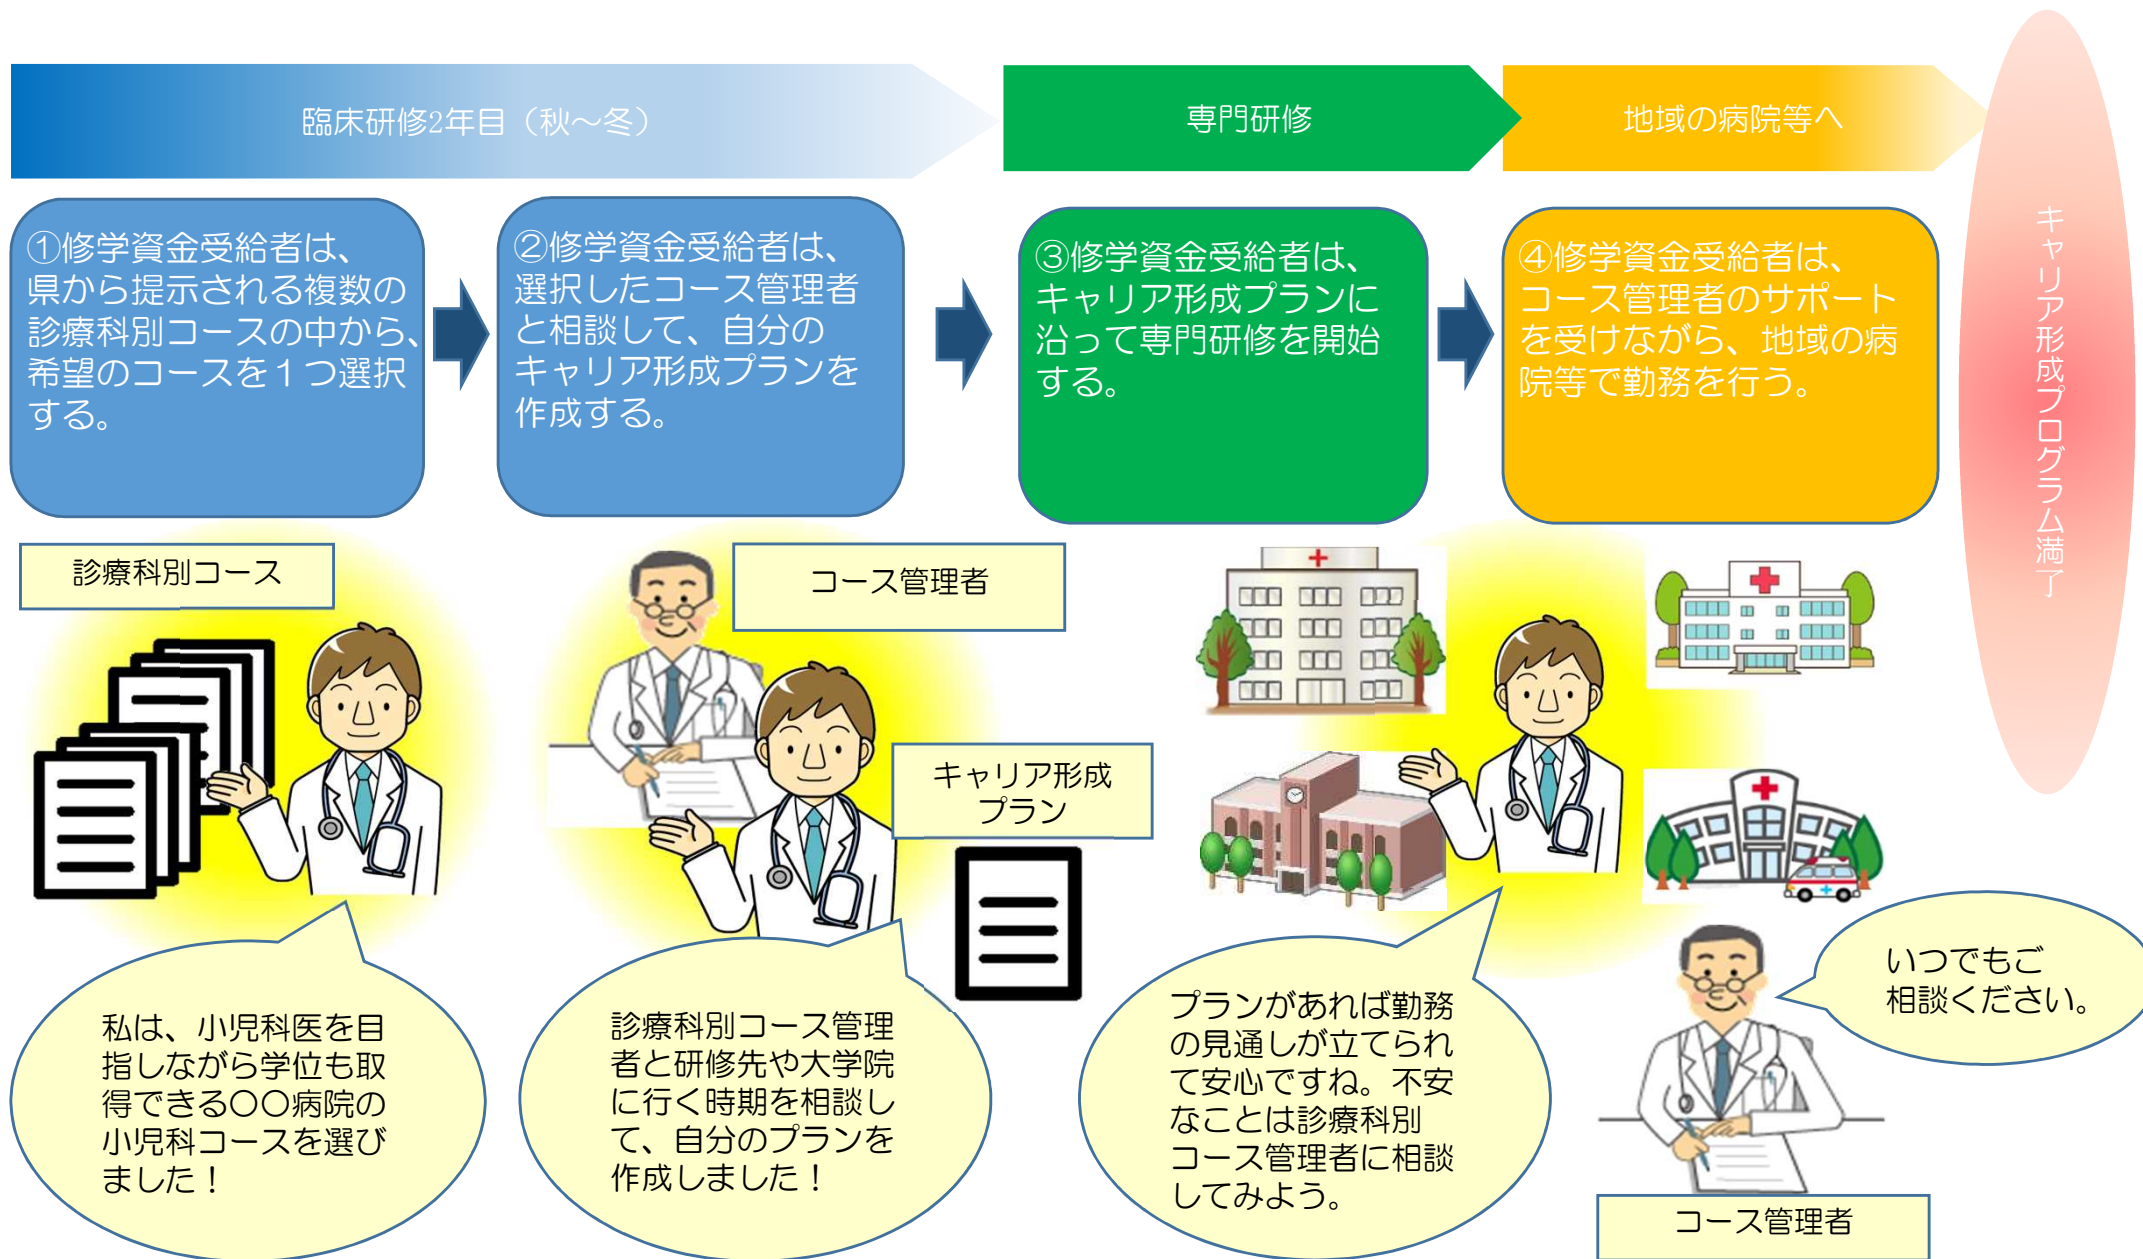 臨床研修2年目（秋～冬）
専門研修
地域の病院等へ
キャリア形成プログラム満了
①修学資金受給者は、
県から提示される複数の
診療科別コースの中から、
希望のコースを１つ選択
する。
②修学資金受給者は、
選択したコース管理者
と相談して、自分の
キャリア形成プランを
作成する。
③修学資金受給者は、
キャリア形成プランに
沿って専門研修を開始
する。
④修学資金受給者は、
コース管理者のサポート
を受けながら、地域の病
院等で勤務を行う。
診療科別コース
コース管理者
キャリア形成
プラン
私は、小児科医を目
指しながら学位も取
得できる〇〇病院の
小児科コースを選び
ました！
診療科別コース管理
者と研修先や大学院
に行く時期を相談し
て、自分のプランを
作成しました！
プランがあれば勤務
の見通しが立てられ
て安心ですね。不安
なことは診療科別
コース管理者に相談
してみよう。
いつでもご
相談ください。
コース管理者